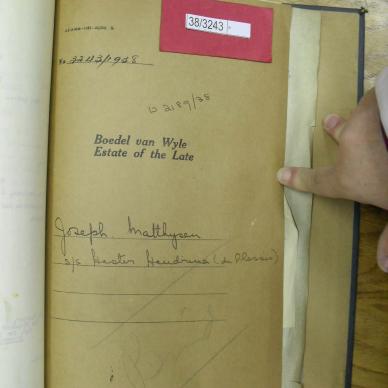 38/3243
No 3243/1938
W 2189/38
Boedel van Wyle
Estate of the Late
Joseph Matthysen
s/s Hester Hendrina (du Plessis)